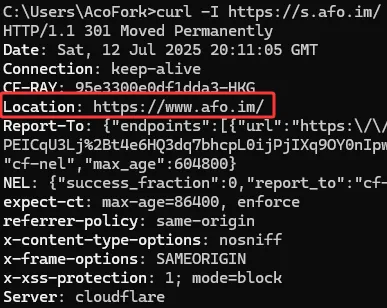 C:\Users\AcoFork>curl -I https://s.afo.im/
HTTP/1.1 301 Moved Permanently
Date: Sat, 12 Jul 2025 20:11:05 GMT
Connection: keep-alive
CF-RAY: 95e3300e0df1dda3-HKG
Location: https://www.afo.im/
Report-To: {"endpoints":[{"url":"https:\/\/
PEICqU3Lj%2Bt4e6HQ3dq7bhcpL0ijPjIXq9OY0nIpw
"cf-nel","max_age":604800}
NEL: {"success_fraction":0,"report_to":"cf-
expect-ct: max-age=86400, enforce
referrer-policy: same-origin
x-content-type-options: nosniff
x-frame-options: SAMEORIGIN
x-xss-protection: 1; mode=block
Server: cloudflare